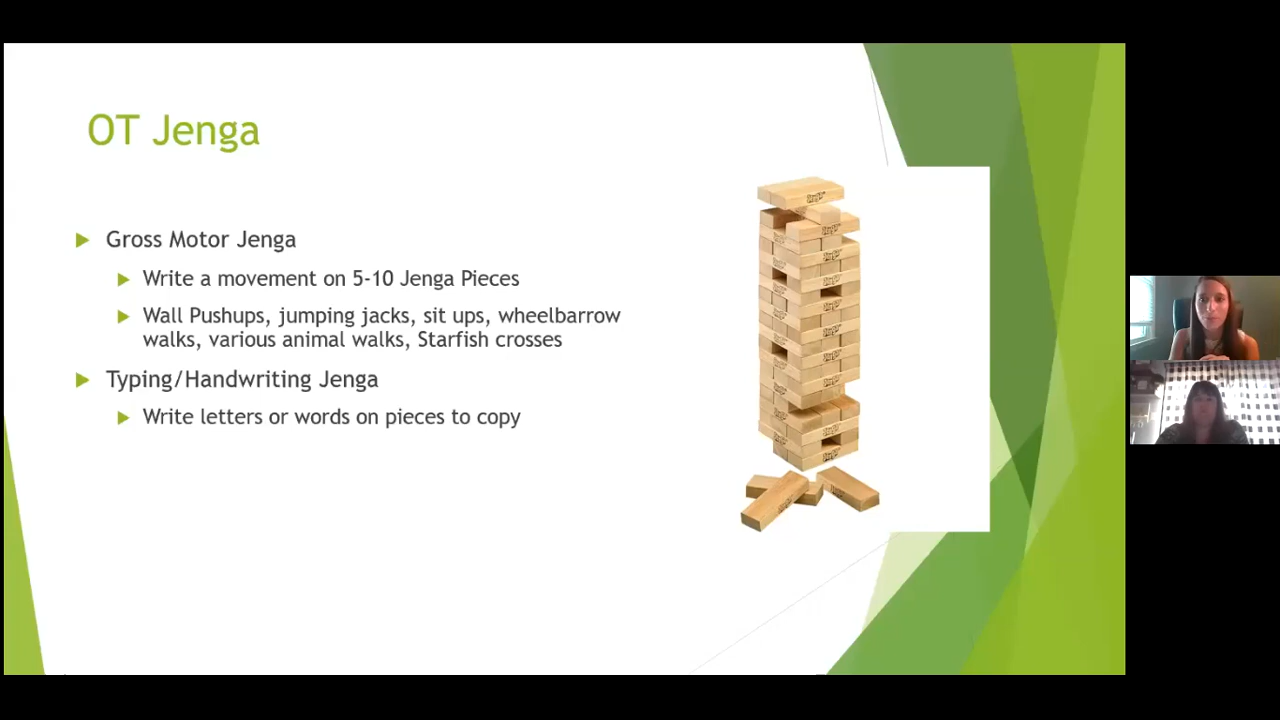 OT Jenga
Gross Motor Jenga
Write a movement on 5-10 Jenga Pieces
Wall Pushups, jumping jacks, sit ups, wheelbarrow
walks, various animal walks, Starfish crosses
Typing/Handwriting Jenga
Write letters or words on pieces to copy